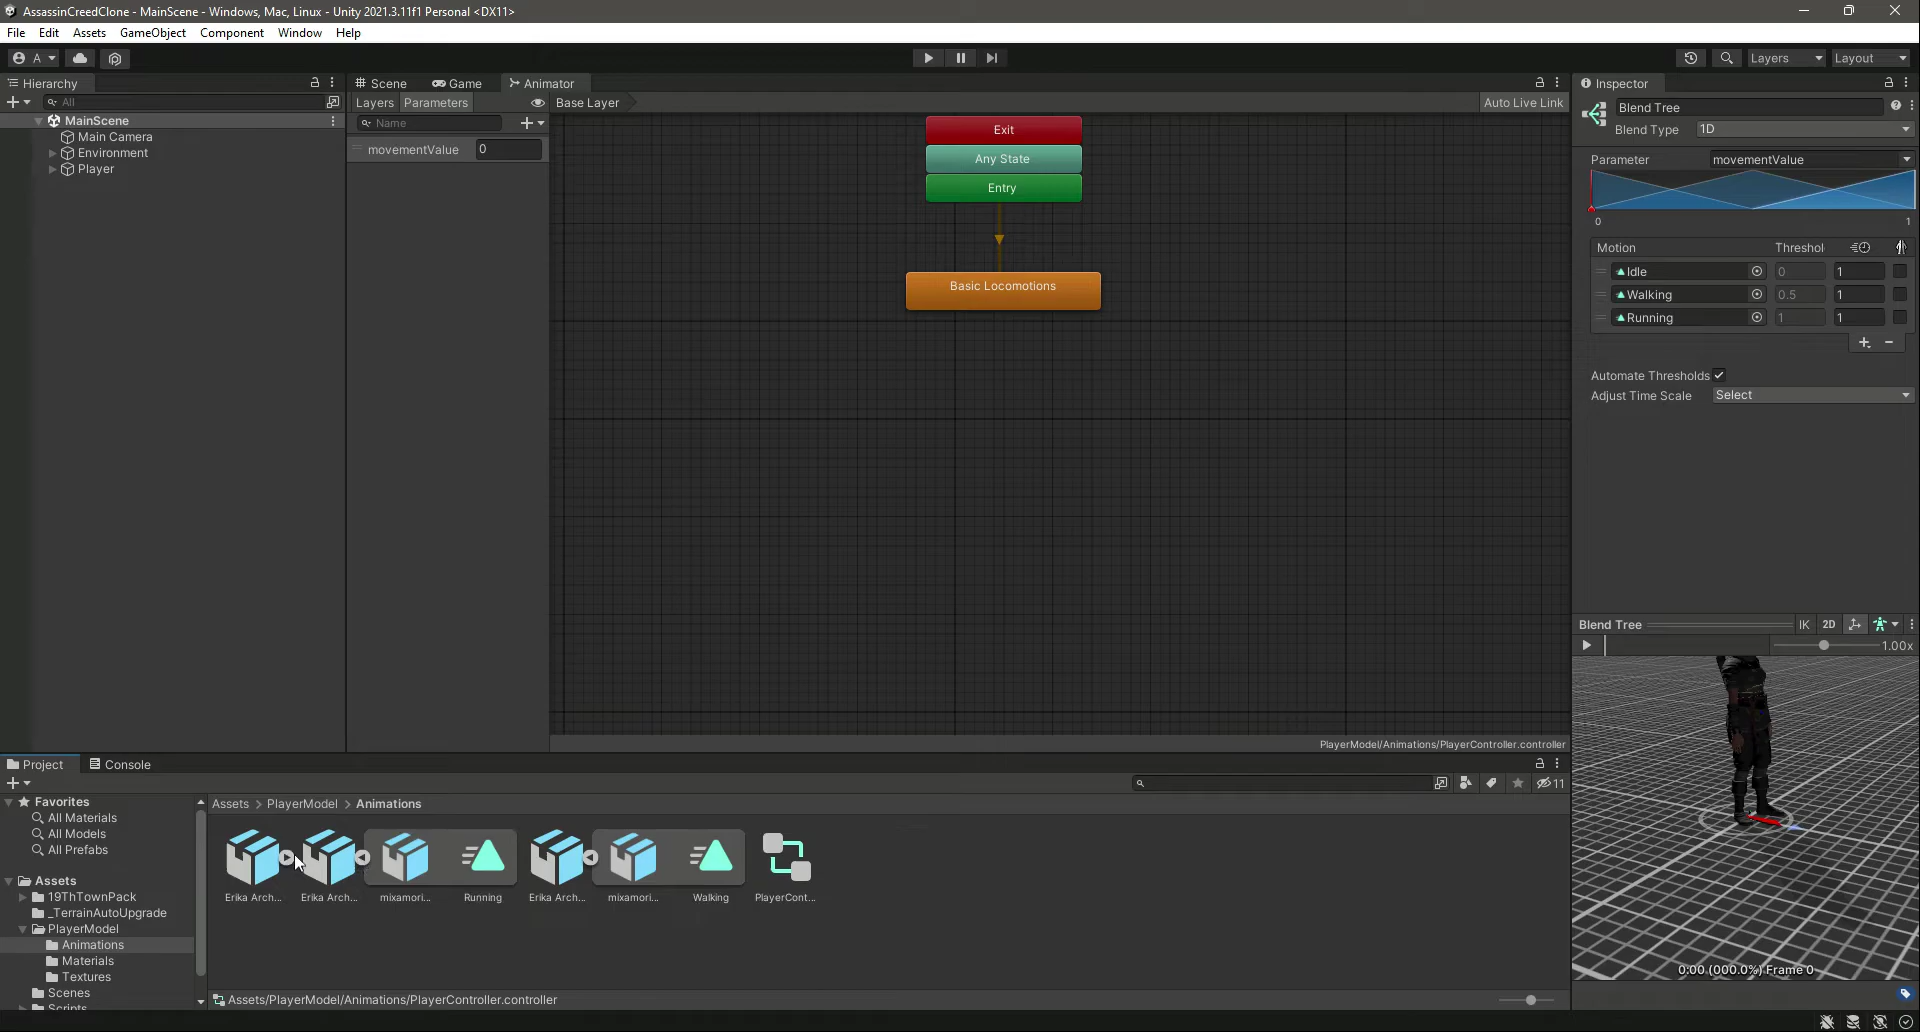 AssassinCreedClone - MainScene - Windows, Mac, Linux - Unity 2021.3.11f1 Personal <DX11>
File Edit Assets GameObject Component Window Help
A Layers Layout
Hierarchy
All
MainScene
Main Camera
Environment
Player
Scene Game Animator
Layers Parameters Base Layer Auto Live Link
Name
movementValue 0
Exit
Any State
Entry
Basic Locomotions
PlayerModel/Animations/PlayerController.controller
Inspector
Blend Tree
Blend Type 1D
Parameter movementValue
0 1
Motion Threshol
Idle 0 1
Walking 0.5 1
Running 1 1
Automate Thresholds
Adjust Time Scale Select
Blend Tree IK 2D
1.00x
0:00 (000.0%) Frame 0
Project Console
11
Favorites
All Materials
All Models
All Prefabs
Assets
19ThTownPack
_TerrainAutoUpgrade
PlayerModel
Animations
Materials
Textures
Scenes
Scripts
Assets > PlayerModel > Animations
Erika Arch... Erika Arch... mixamori... Running Erika Arch... mixamori... Walking PlayerCont...
Assets/PlayerModel/Animations/PlayerController.controller